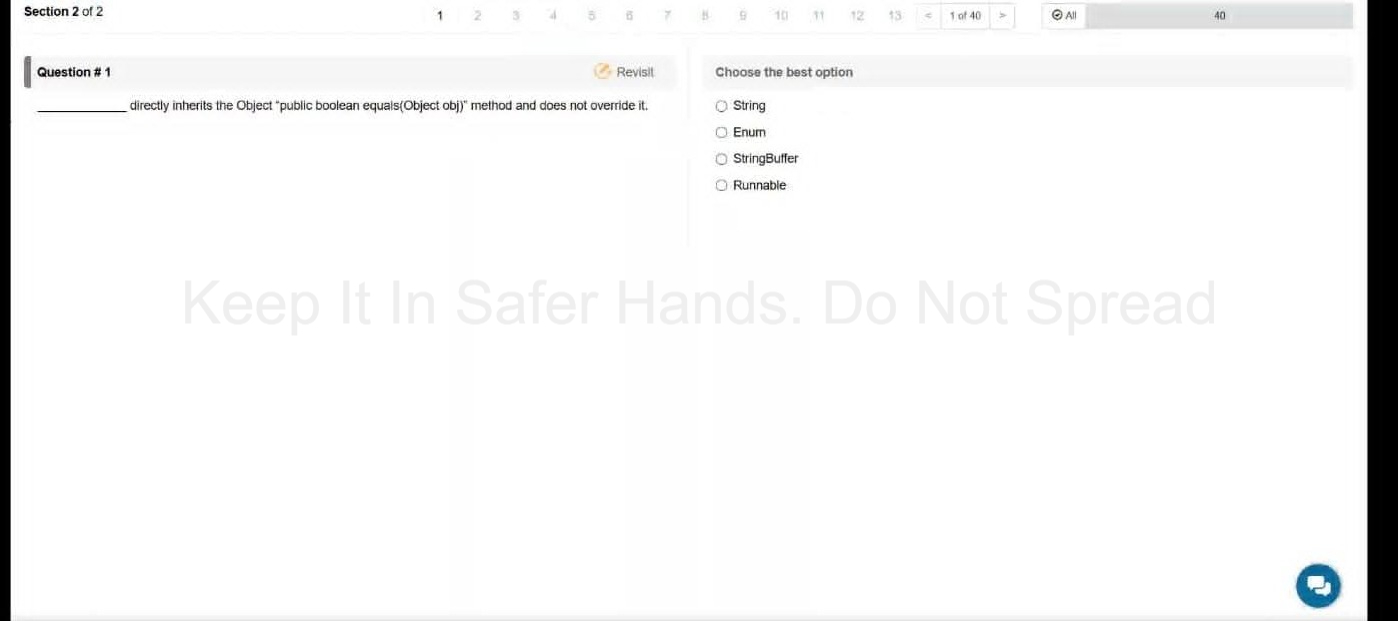 Section 2 of 2
1 2 3 4 5 6 7 8 9 10 11 12 13 < 1 of 40 > All 40
Question # 1
Revisit
____________ directly inherits the Object "public boolean equals(Object obj)" method and does not override it.
Choose the best option
String
Enum
StringBuffer
Runnable
Keep It In Safer Hands. Do Not Spread